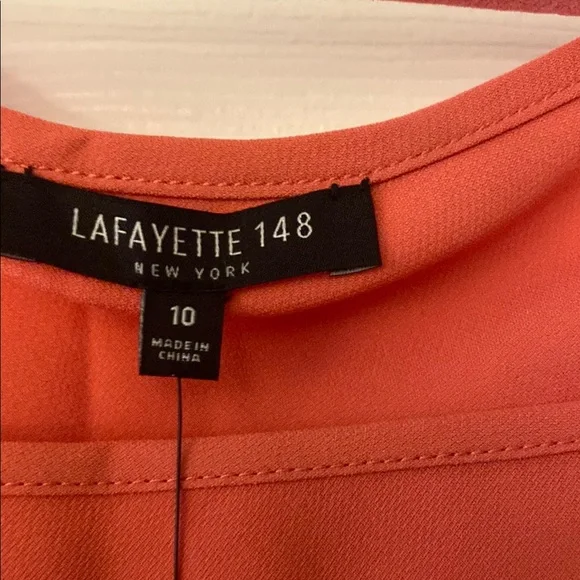 LAFAYETTE 148
NEW YORK
10
MADE IN
CHINA